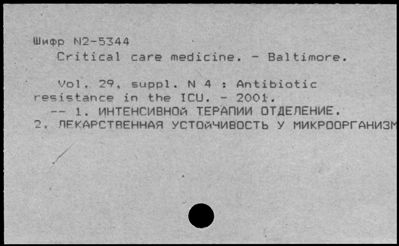 Шифр N2-5344
Critical care medicine. - Baltimore.
Vol. 29, suppl. N 4 : Antibiotic
resistance in the ICU. - 2001.
-- 1. ИНТЕНСИВНОЙ ТЕРАПИИ ОТДЕЛЕНИЕ.
2. ЛЕКАРСТВЕННАЯ УСТОЙЧИВОСТЬ У МИКРООРГАНИЗМ